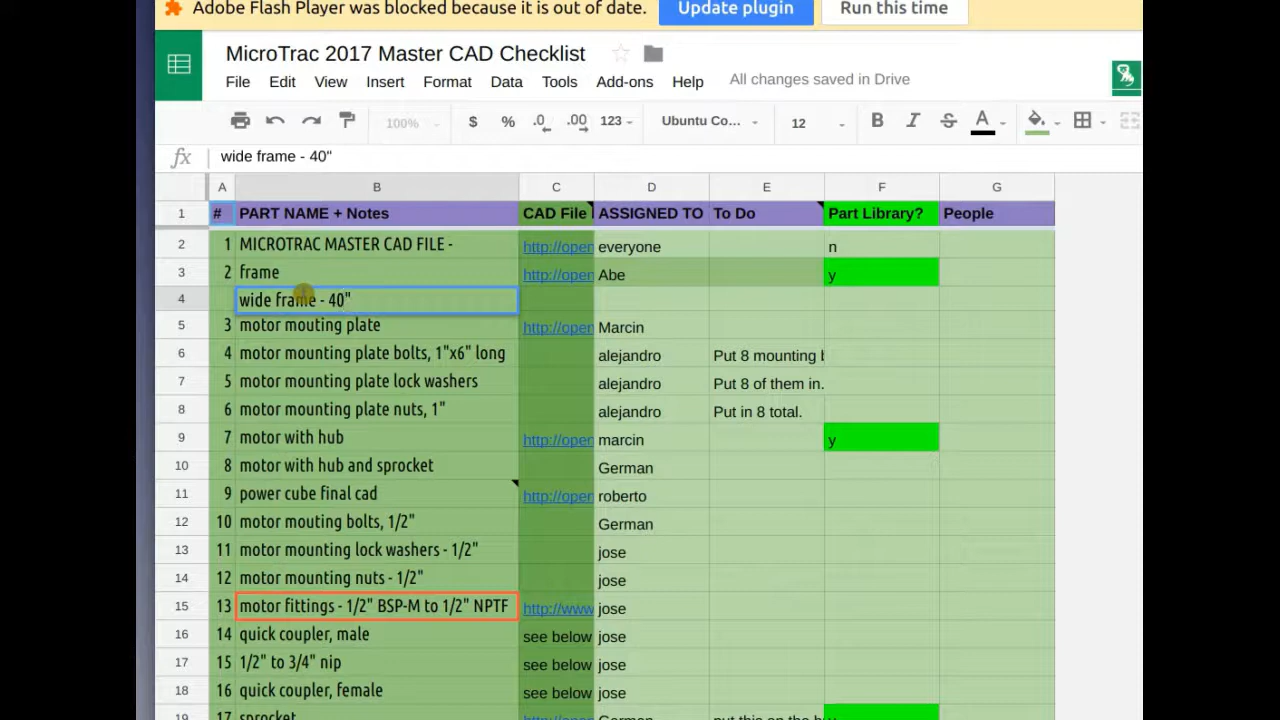 Adobe Flash Player was blocked because it is out of date. Update plugin Run this time
MicroTrac 2017 Master CAD Checklist
File Edit View Insert Format Data Tools Add-ons Help All changes saved in Drive
100% $ % .0 .00 123 Ubuntu Co... 12 B I S A
fx wide frame - 40"
A B C D E F G
1 # PART NAME + Notes CAD File ASSIGNED TO To Do Part Library? People
2 1 MICROTRAC MASTER CAD FILE - http://open everyone n
3 2 frame http://open Abe y
4 wide frame - 40"
5 3 motor mouting plate http://open Marcin
6 4 motor mounting plate bolts, 1"x6" long alejandro Put 8 mounting b
7 5 motor mounting plate lock washers alejandro Put 8 of them in.
8 6 motor mounting plate nuts, 1" alejandro Put in 8 total.
9 7 motor with hub http://open marcin y
10 8 motor with hub and sprocket German
11 9 power cube final cad http://open roberto
12 10 motor mouting bolts, 1/2" German
13 11 motor mounting lock washers - 1/2" jose
14 12 motor mounting nuts - 1/2" jose
15 13 motor fittings - 1/2" BSP-M to 1/2" NPTF http://www jose
16 14 quick coupler, male see below jose
17 15 1/2" to 3/4" nip see below jose
18 16 quick coupler, female see below jose
19 17 sprocket http://open German